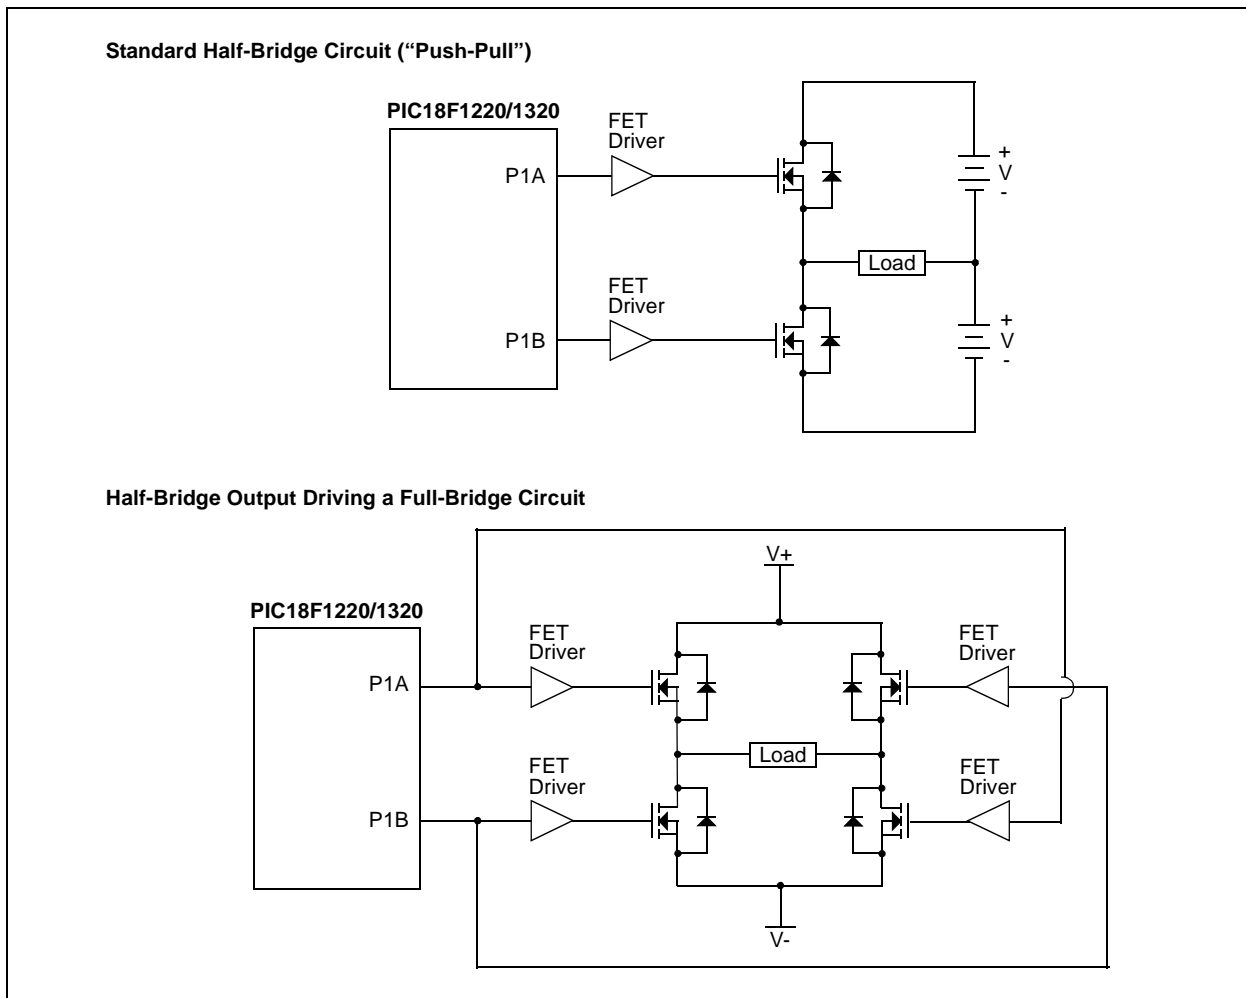 Standard Half-Bridge Circuit (“Push-Pull”)
PIC18F1220/1320
FET
Driver
P1A
+
V
-
Load
FET
Driver
P1B
+
V
-
Half-Bridge Output Driving a Full-Bridge Circuit
V+
PIC18F1220/1320
FET
Driver
FET
Driver
P1A
Load
FET
Driver
FET
Driver
P1B
V-